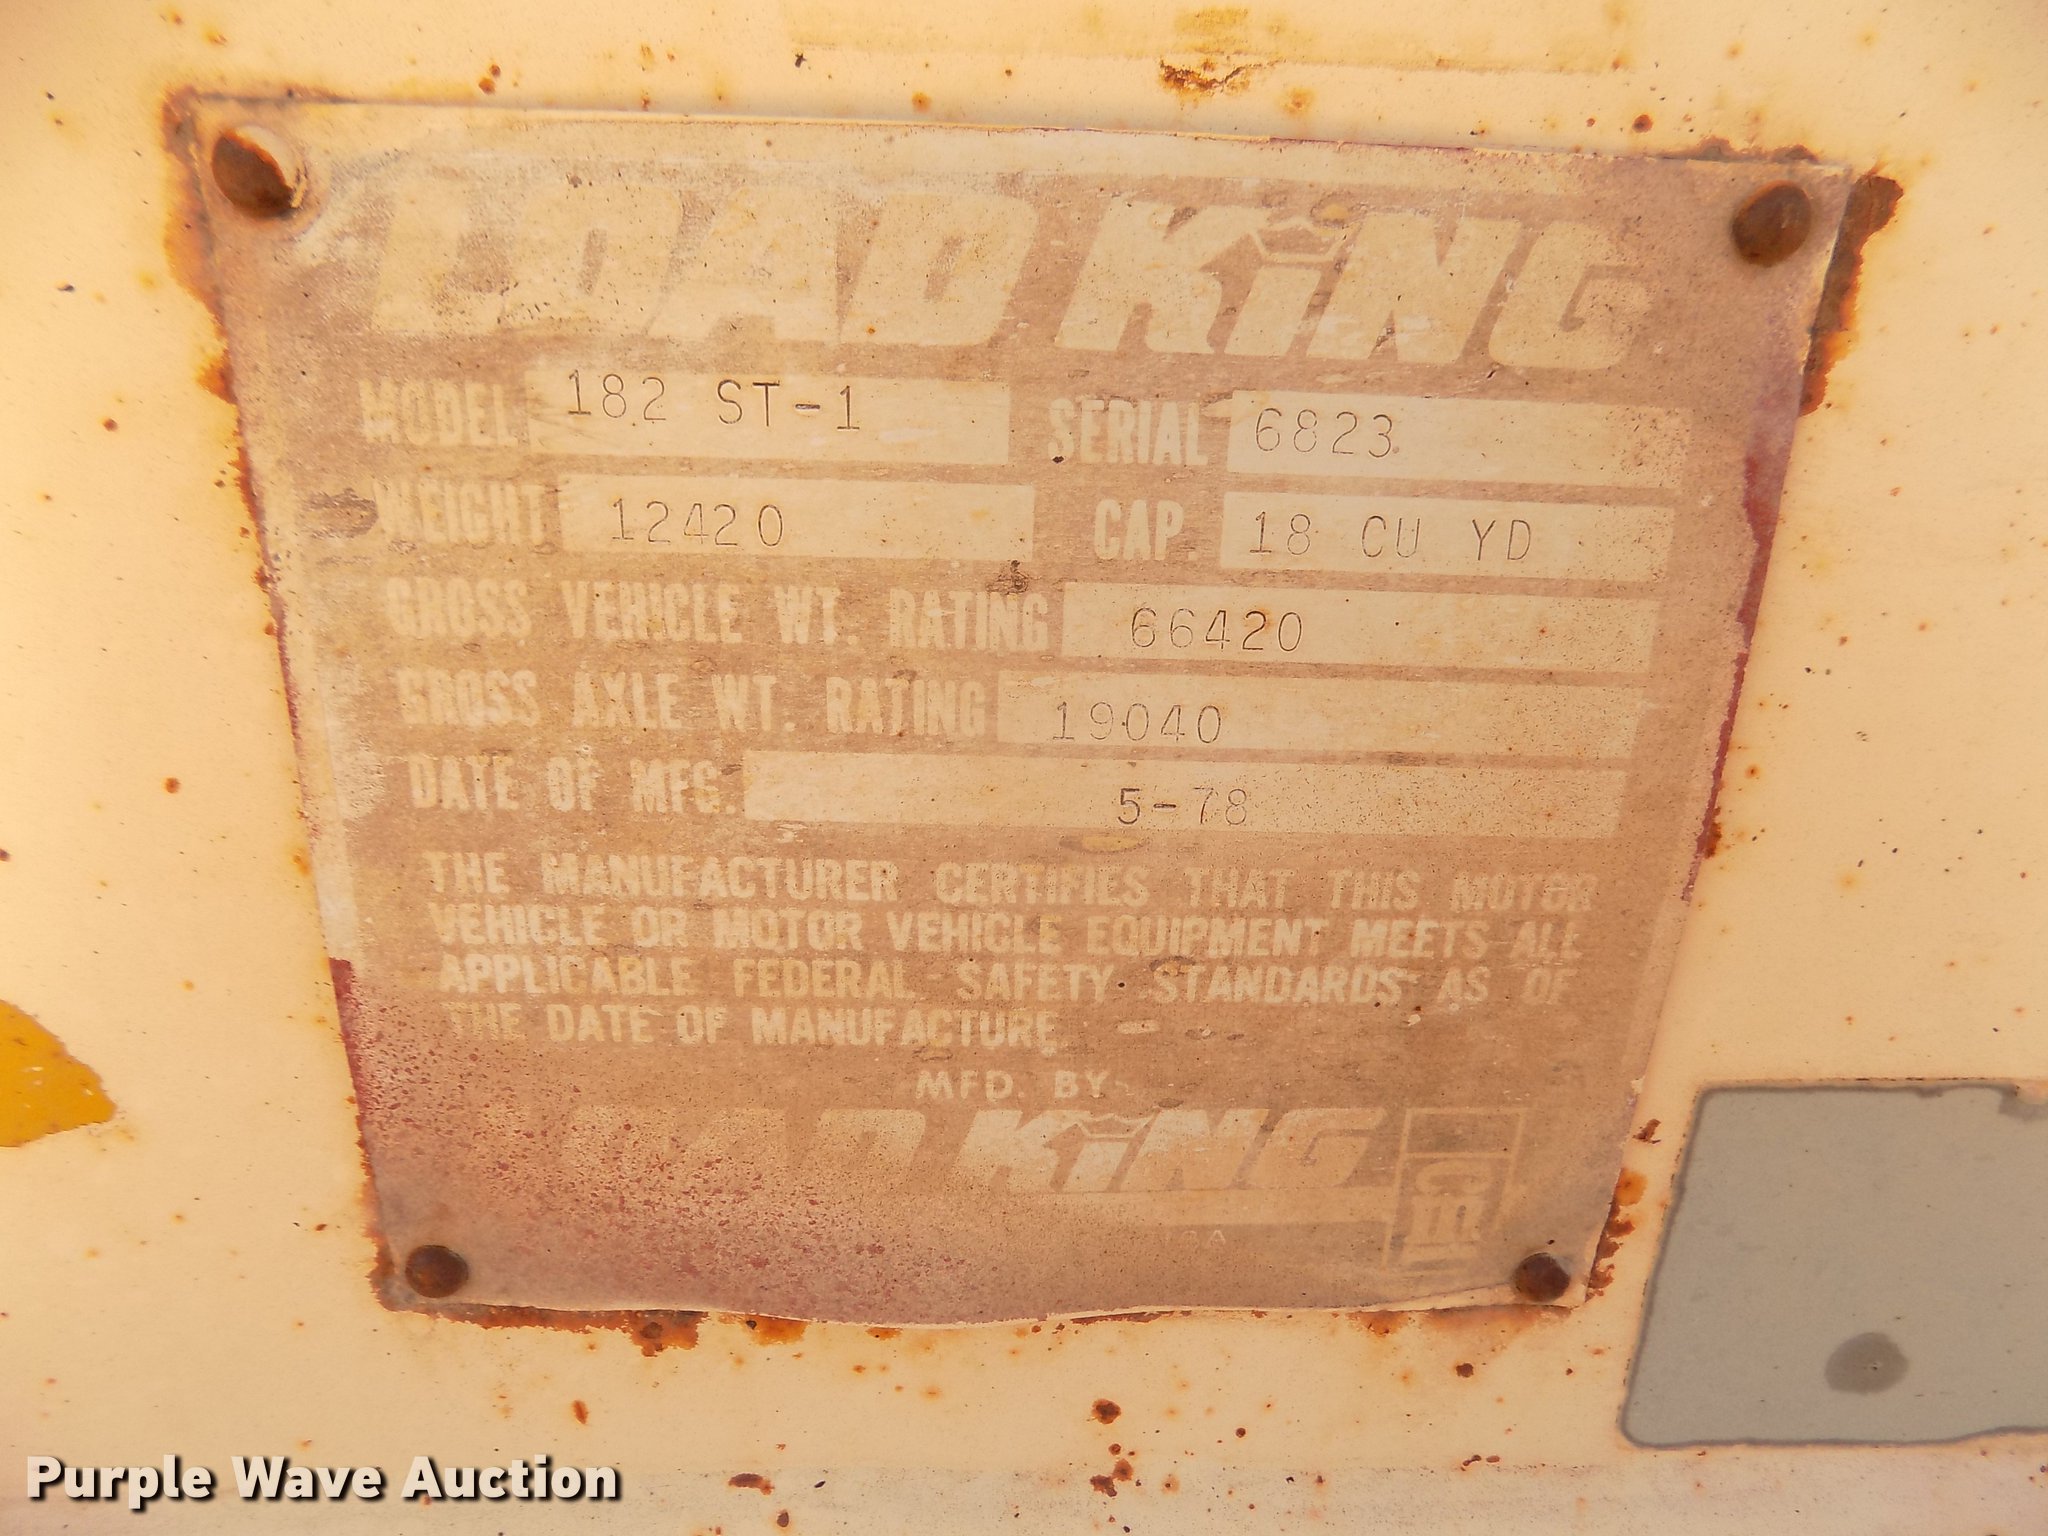 LOAD KiNG
MODEL 182 ST-1 SERIAL 6823
WEIGHT 12420 CAP. 18 CU YD
GROSS VEHICLE WT. RATING 66420
GROSS AXLE WT. RATING 19040
DATE OF MFG. 5-78
THE MANUFACTURER CERTIFIES THAT THIS MOTOR
VEHICLE OR MOTOR VEHICLE EQUIPMENT MEETS ALL
APPLICABLE FEDERAL SAFETY STANDARDS AS OF
THE DATE OF MANUFACTURE.
MFD. BY
LOAD KiNG
Purple Wave Auction